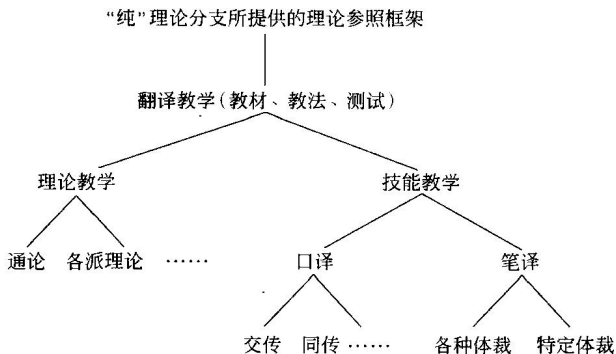 “纯”理论分支所提供的理论参照框架
翻译教学(教材、教法、测试)
理论教学 技能教学
通论 各派理论 …… 口译 笔译
交传 同传 …… 各种体裁 特定体裁